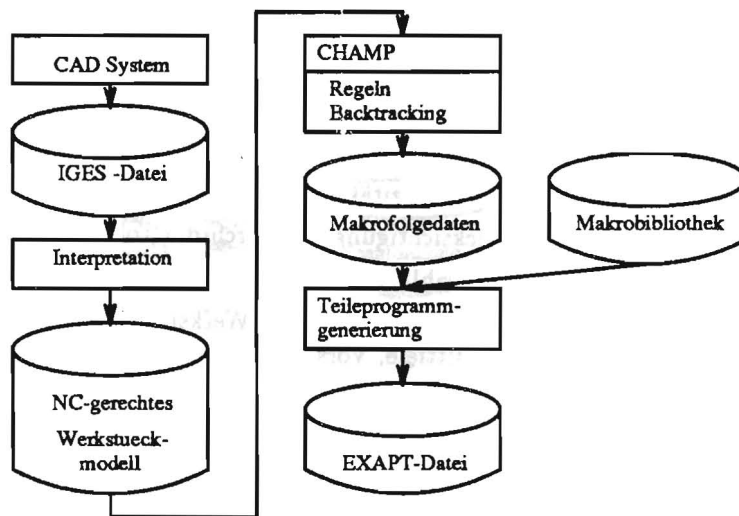 CAD System
IGES -Datei
Interpretation
NC-gerechtes
Werkstueck-
modell
CHAMP
Regeln
Backtracking
Makrofolgedaten
Makrobibliothek
Teileprogramm-
generierung
EXAPT-Datei